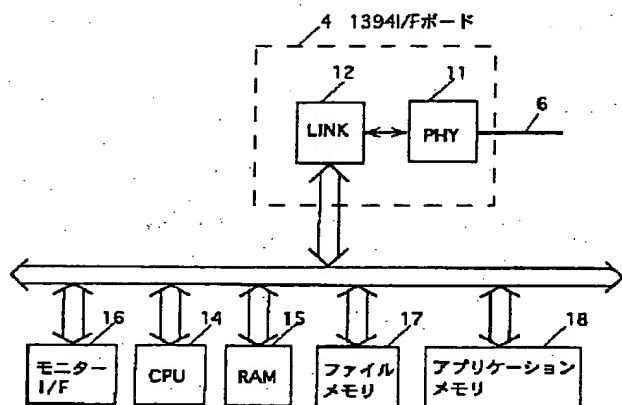 4 1394I/Fボード
12
11
LINK
PHY
6
16
14
15
17
18
モニター
I/F
CPU
RAM
ファイル
メモリ
アプリケーション
メモリ